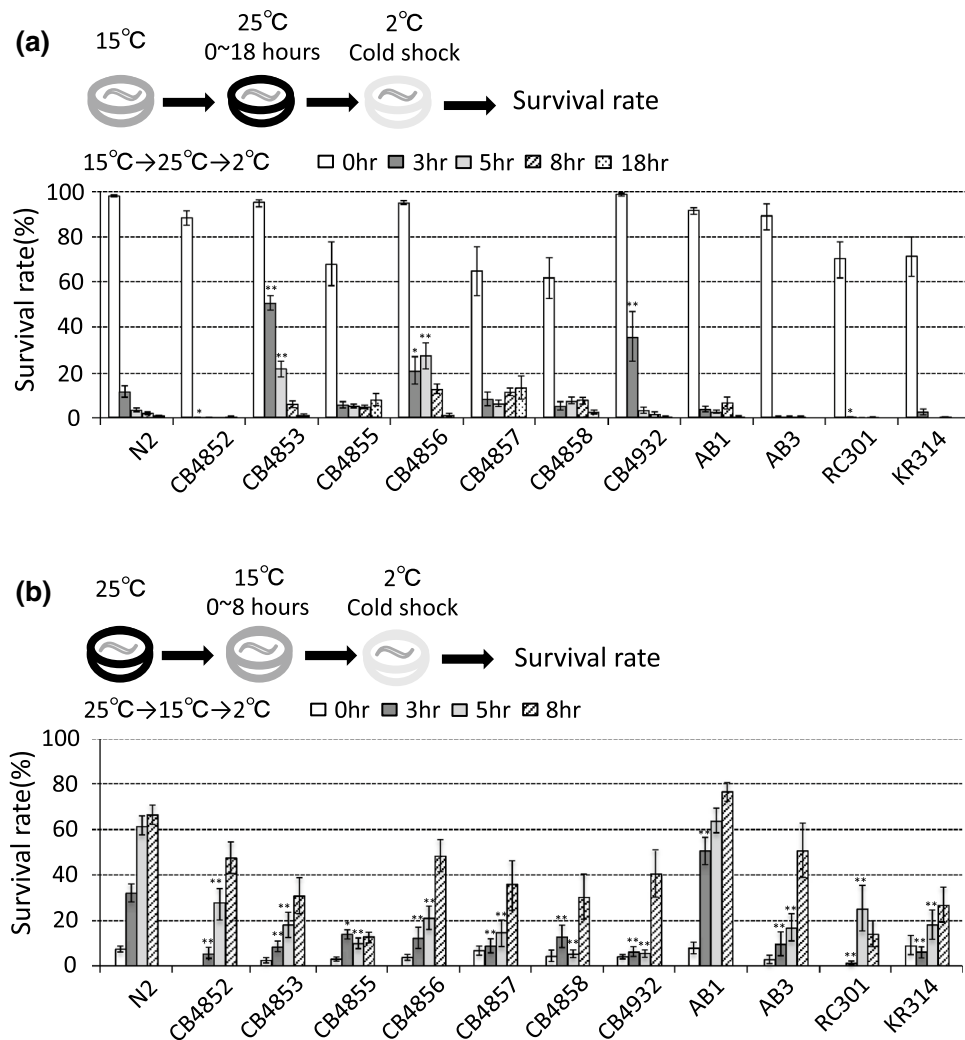 (a)
15℃
25℃
0~18 hours
2℃
Cold shock
Survival rate
15℃→25℃→2℃
0hr 3hr 5hr 8hr 18hr
Survival rate(%)
100
80
60
40
20
0
*
**
**
*
**
**
*
N2 CB4852 CB4853 CB4855 CB4856 CB4857 CB4858 CB4932 AB1 AB3 RC301 KR314
(b)
25℃
15℃
0~8 hours
2℃
Cold shock
Survival rate
25℃→15℃→2℃
0hr 3hr 5hr 8hr
Survival rate(%)
100
80
60
40
20
0
** **
** **
* **
** **
** **
** **
** **
**
** **
** **
** **
N2 CB4852 CB4853 CB4855 CB4856 CB4857 CB4858 CB4932 AB1 AB3 RC301 KR314